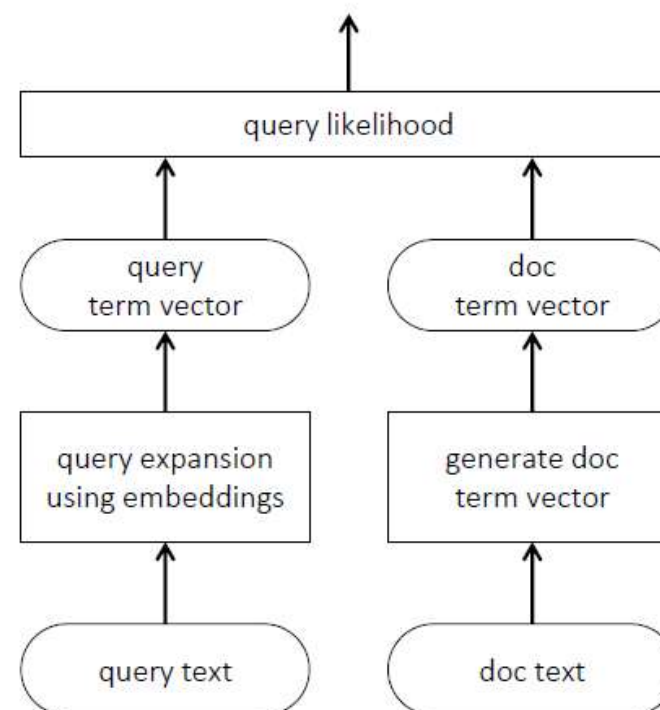 query likelihood
query
term vector
doc
term vector
query expansion
using embeddings
generate doc
term vector
query text
doc text